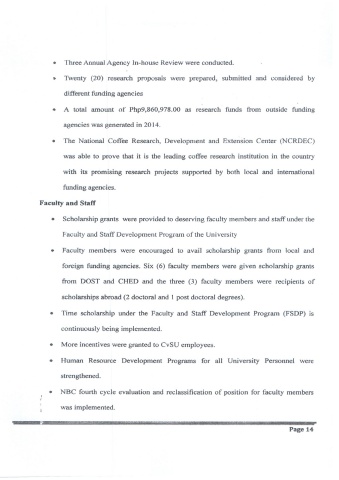 • Three Annual Agency In-house Review were conducted.
• Twenty (20) research proposals were prepared, submitted and considered by
different funding agencies
• A total amount of Php9,860,978.00 as research funds from outside funding
agencies was generated in 2014.
• The National Coffee Research, Development and Extension Center (NCRDEC)
was able to prove that it is the leading coffee research institution in the country
with its promising research projects supported by both local and international
funding agencies.
Faculty and Staff
• Scholarship grants were provided to deserving faculty members and staff under the
Faculty and Staff Development Program of the University
• Faculty members were encouraged to avail scholarship grants from local and
foreign funding agencies. Six (6) faculty members were given scholarship grants
from DOST and CHED and the three (3) faculty members were recipients of
scholarships abroad (2 doctoral and 1 post doctoral degrees).
• Time scholarship under the Faculty and Staff Development Program (FSDP) is
continuously being implemented.
• More incentives were granted to CvSU employees.
• Human Resource Development Programs for all University Personnel were
strengthened.
• NBC fourth cycle evaluation and reclassification of position for faculty members
was implemented.
Page 14